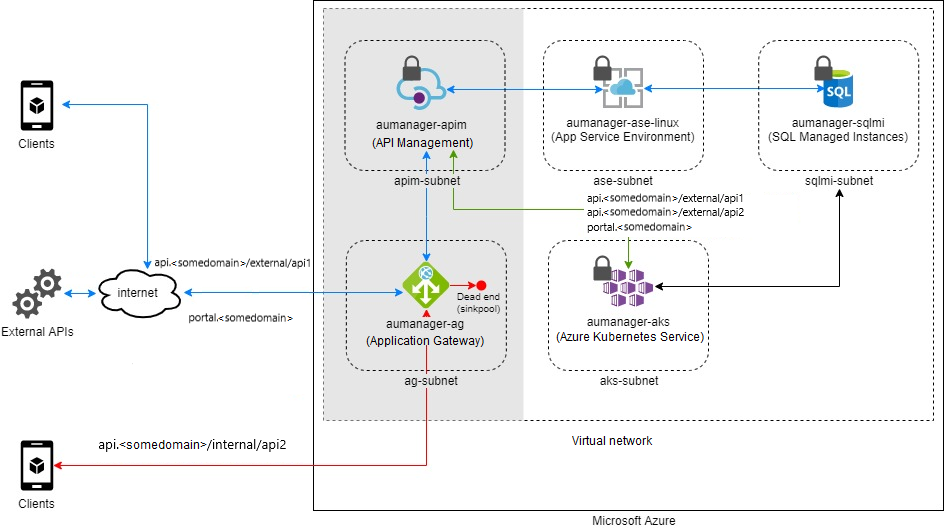 Clients
External APIs
internet
api.<somedomain>/external/api1
portal.<somedomain>
Clients
api.<somedomain>/internal/api2
aumanager-apim
(API Management)
apim-subnet
aumanager-ase-linux
(App Service Environment)
ase-subnet
SQL
aumanager-sqlmi
(SQL Managed Instances)
sqlmi-subnet
api.<somedomain>/external/api1
api.<somedomain>/external/api2
portal.<somedomain>
Dead end
(sinkpool)
aumanager-ag
(Application Gateway)
ag-subnet
aumanager-aks
(Azure Kubernetes Service)
aks-subnet
Virtual network
Microsoft Azure